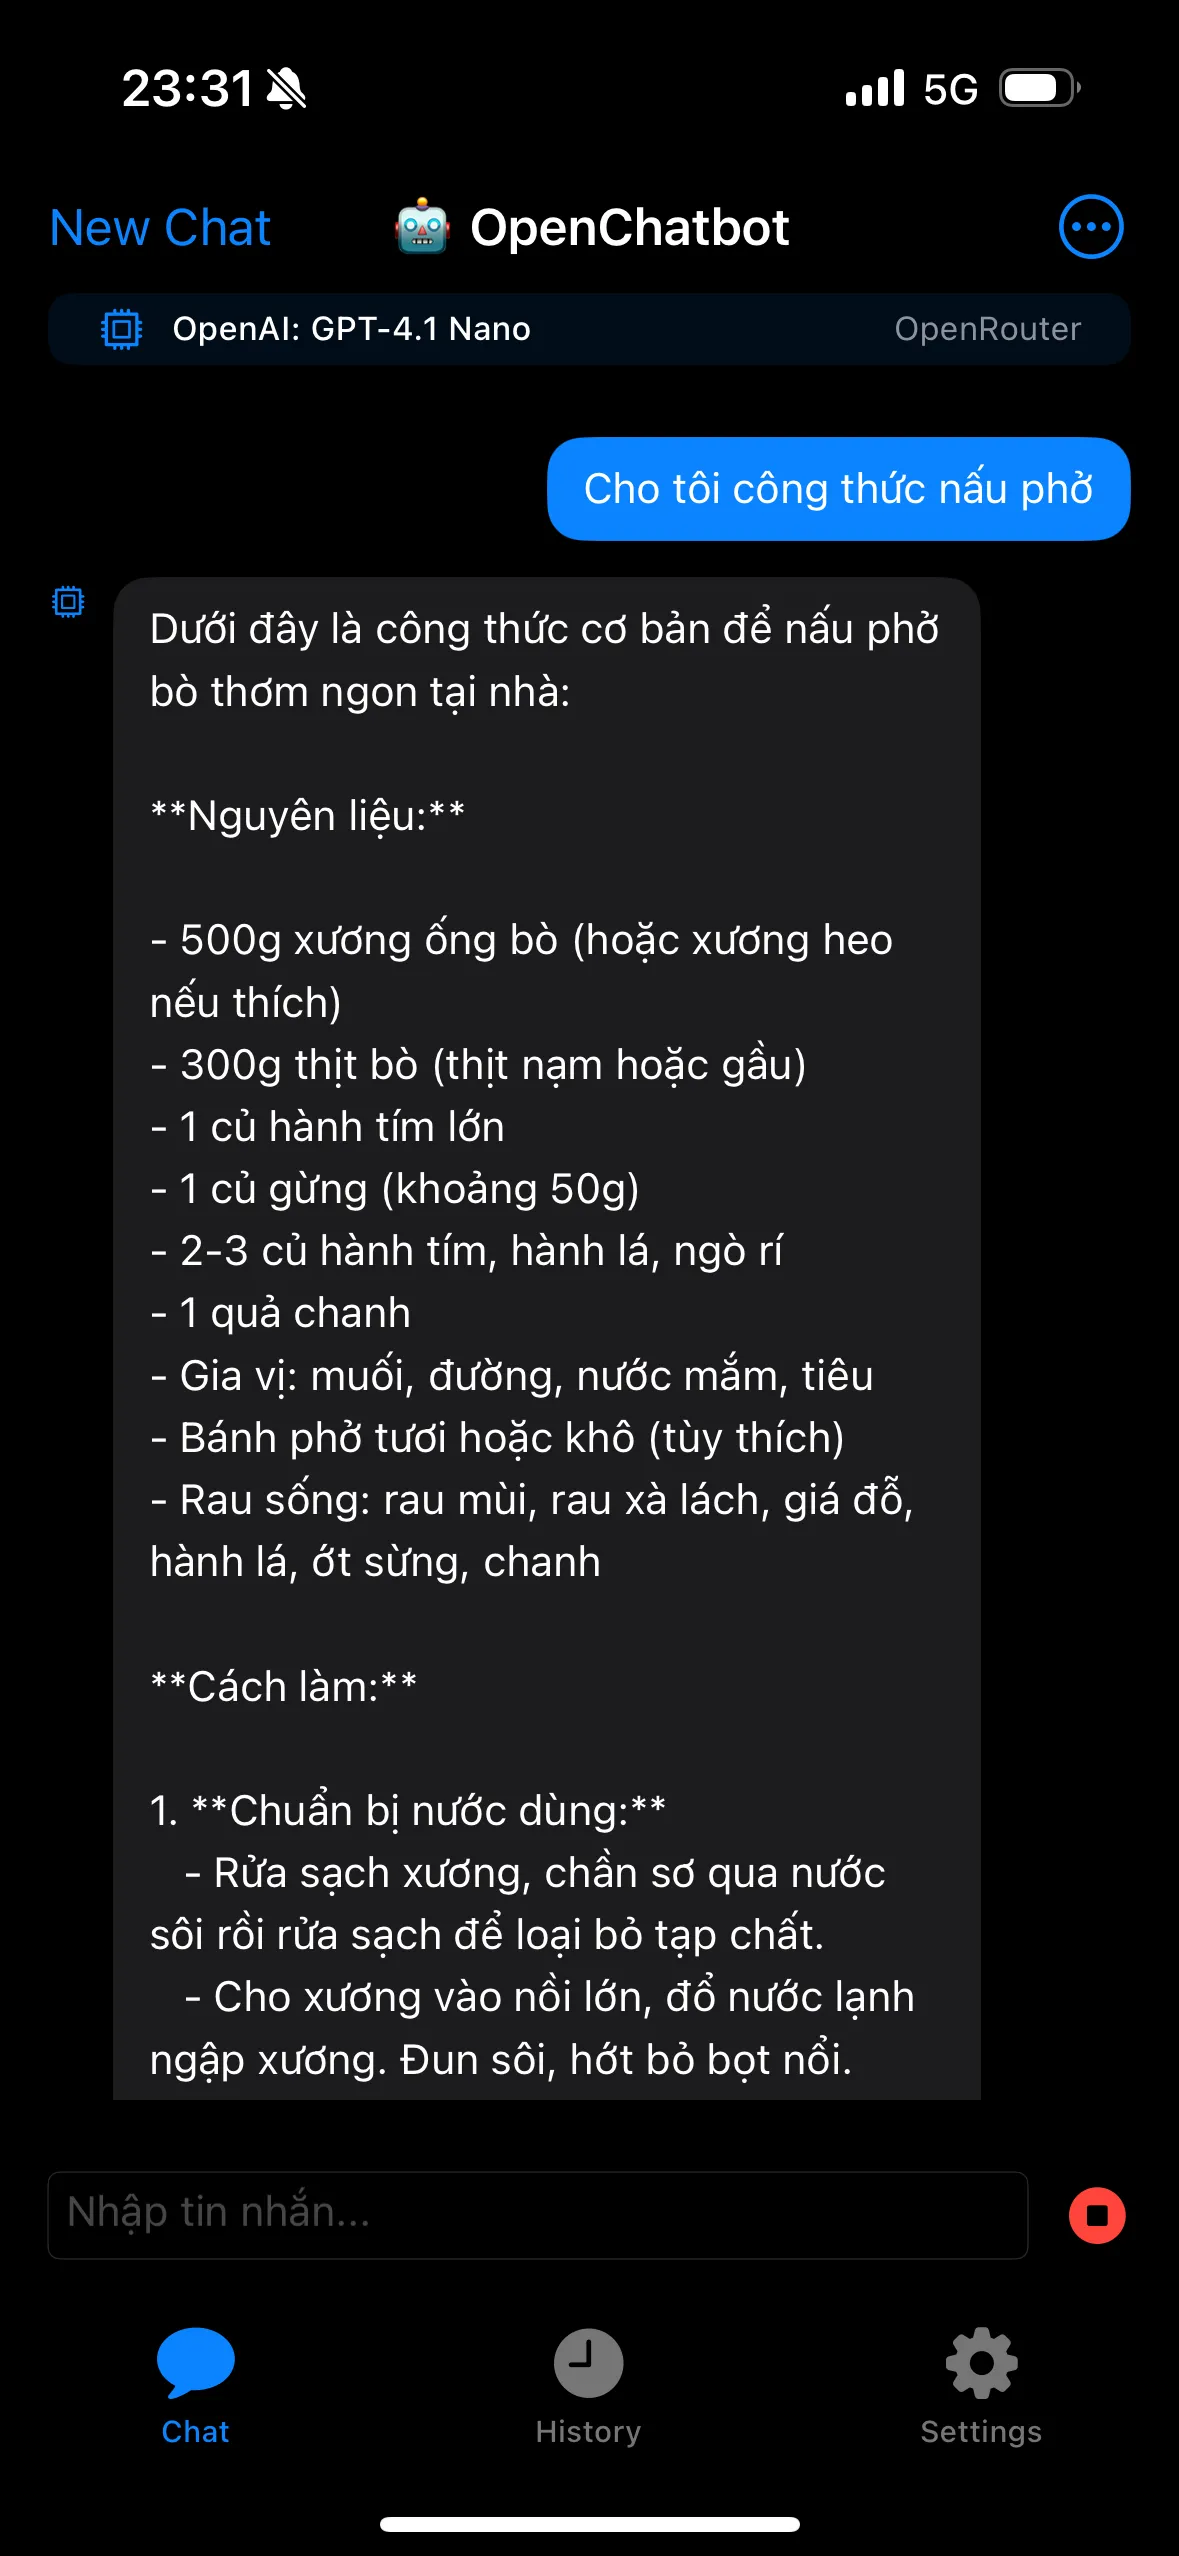 23:31
5G
New Chat
🤖 OpenChatbot
OpenAI: GPT-4.1 Nano
OpenRouter
Cho tôi công thức nấu phở
Dưới đây là công thức cơ bản để nấu phở
bò thơm ngon tại nhà:
**Nguyên liệu:**
- 500g xương ống bò (hoặc xương heo
nếu thích)
- 300g thịt bò (thịt nạm hoặc gầu)
- 1 củ hành tím lớn
- 1 củ gừng (khoảng 50g)
- 2-3 củ hành tím, hành lá, ngò rí
- 1 quả chanh
- Gia vị: muối, đường, nước mắm, tiêu
- Bánh phở tươi hoặc khô (tùy thích)
- Rau sống: rau mùi, rau xà lách, giá đỗ,
hành lá, ớt sừng, chanh
**Cách làm:**
1. **Chuẩn bị nước dùng:**
- Rửa sạch xương, chần sơ qua nước
sôi rồi rửa sạch để loại bỏ tạp chất.
- Cho xương vào nồi lớn, đổ nước lạnh
ngập xương. Đun sôi, hớt bỏ bọt nổi.
Nhập tin nhắn...
Chat
History
Settings